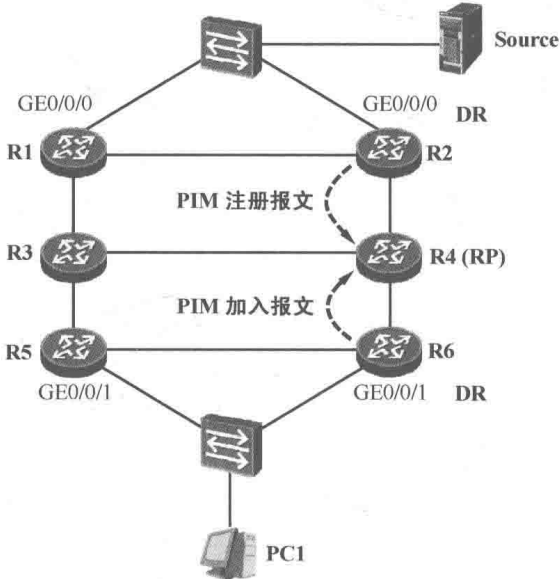 Source
GE0/0/0
GE0/0/0
DR
R1
R2
PIM 注册报文
R3
R4 (RP)
PIM 加入报文
R5
R6
GE0/0/1
GE0/0/1
DR
PC1